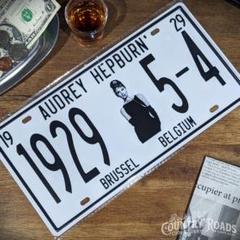 AUDREY HEPBURN'
19 29
1929 5-4
BRUSSEL BELGIUM
cupier at p
COUNTRY ROADS